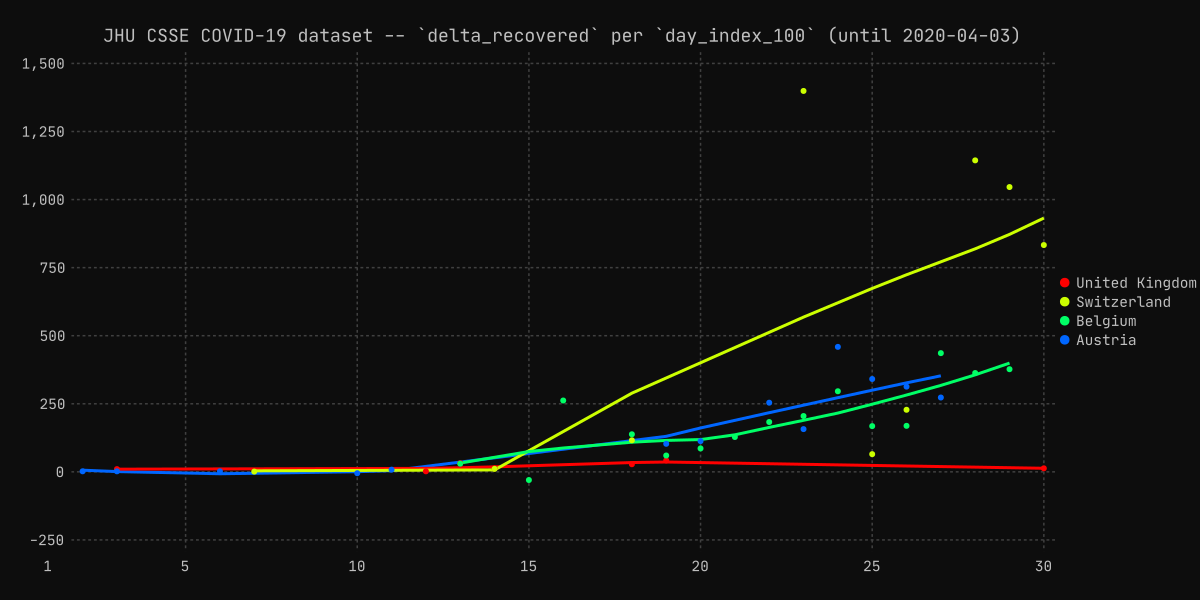 JHU CSSE COVID-19 dataset -- `delta_recovered` per `day_index_100` (until 2020-04-03)
1,500
1,250
1,000
750
500
250
0
-250
1 5 10 15 20 25 30
United Kingdom
Switzerland
Belgium
Austria